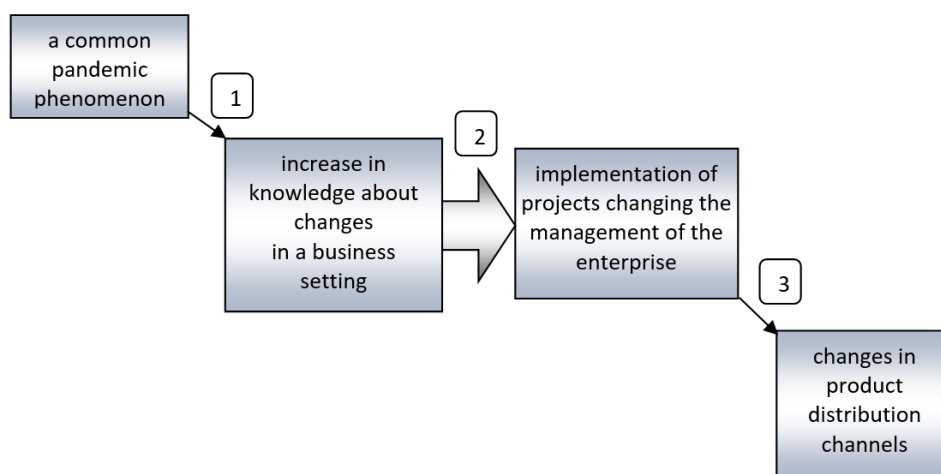 a common
pandemic
phenomenon
1
increase in
knowledge about
changes
in a business
setting
2
implementation of
projects changing the
management of the
enterprise
3
changes in
product
distribution
channels